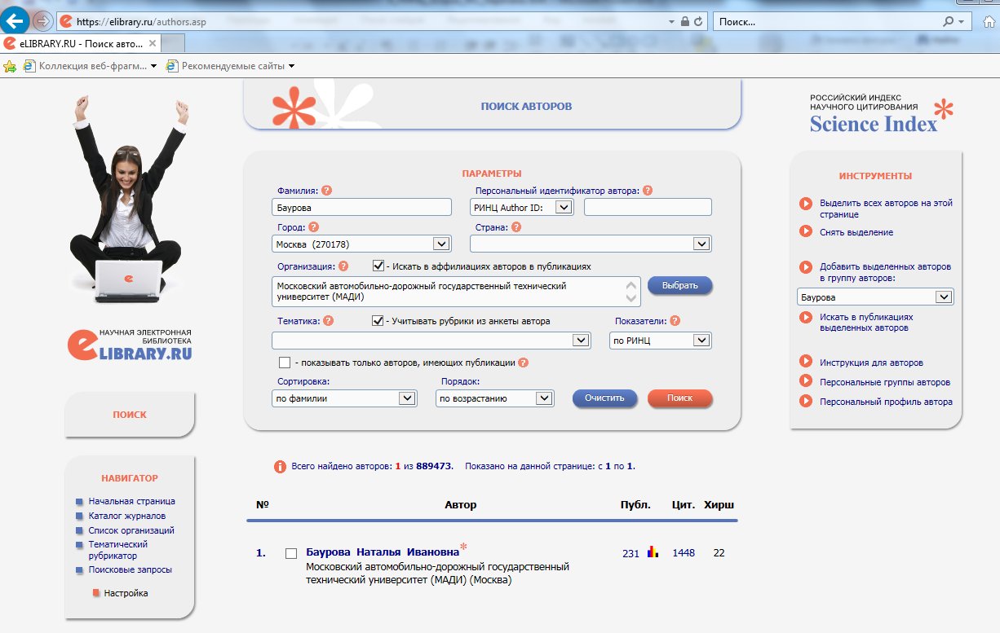 https://elibrary.ru/authors.asp
Поиск...
eLIBRARY.RU - Поиск авто...
Коллекция веб-фрагм...
Рекомендуемые сайты
ПОИСК АВТОРОВ
РОССИЙСКИЙ ИНДЕКС
НАУЧНОГО ЦИТИРОВАНИЯ
Science Index
НАУЧНАЯ ЭЛЕКТРОННАЯ
БИБЛИОТЕКА
eLIBRARY.RU
ПОИСК
НАВИГАТОР
Начальная страница
Каталог журналов
Список организаций
Тематический
рубрикатор
Поисковые запросы
Настройка
ПАРАМЕТРЫ
Фамилия: ?
Персональный идентификатор автора: ?
Баурова
РИНЦ Author ID:
Город: ?
Страна: ?
Москва (270178)
Организация: ?
- Искать в аффилиациях авторов в публикациях
Московский автомобильно-дорожный государственный технический
университет (МАДИ)
Выбрать
Тематика: ?
- Учитывать рубрики из анкеты автора
Показатели: ?
по РИНЦ
- показывать только авторов, имеющих публикации ?
Сортировка:
Порядок:
по фамилии
по возрастанию
Очистить
Поиск
ИНСТРУМЕНТЫ
Выделить всех авторов на этой
странице
Снять выделение
Добавить выделенных авторов
в группу авторов:
Баурова
Искать в публикациях
выделенных авторов
Инструкция для авторов
Персональные группы авторов
Персональный профиль автора
Всего найдено авторов: 1 из 889473. Показано на данной странице: с 1 по 1.
№ Автор Публ. Цит. Хирш
1. Баурова Наталья Ивановна* 231 1448 22
Московский автомобильно-дорожный государственный
технический университет (МАДИ) (Москва)